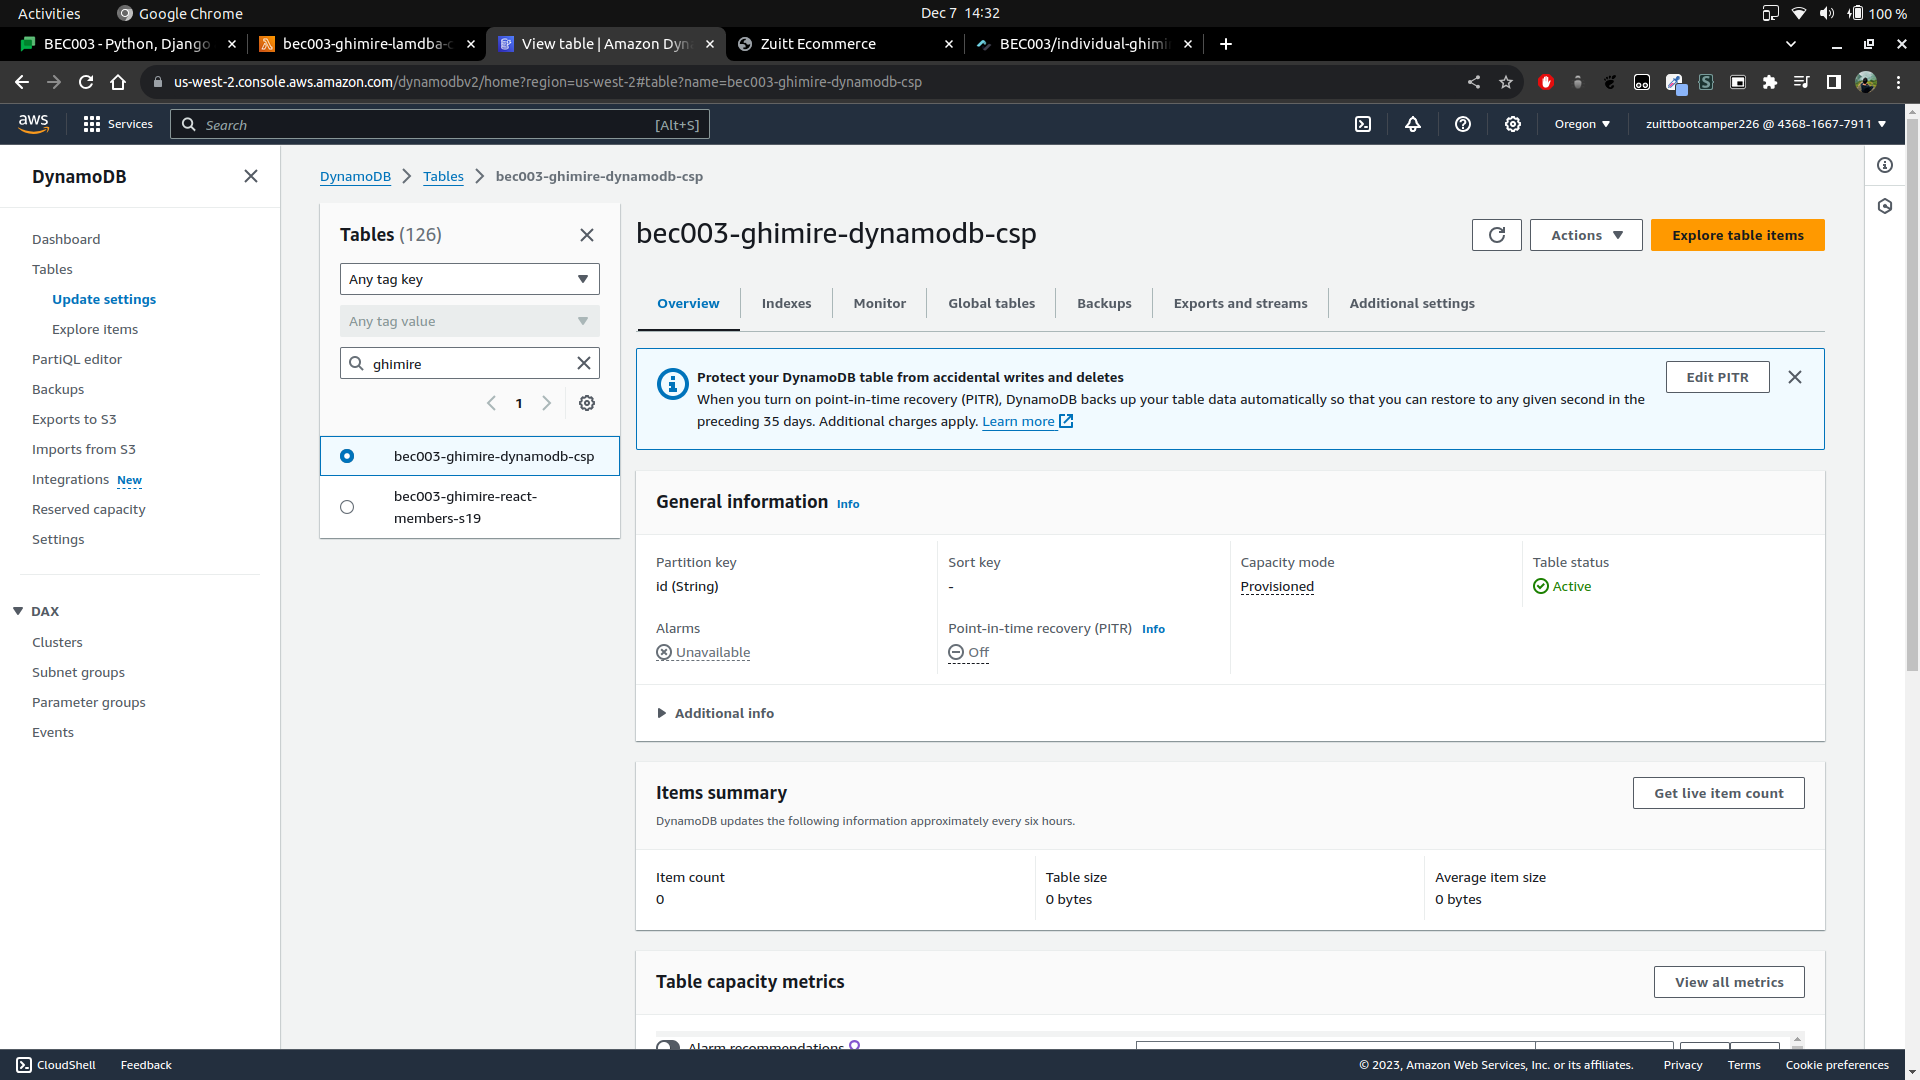 Activities
Google Chrome
Dec 7 14:32
100 %
BEC003 - Python, Django
bec003-ghimire-lamdba-c
View table | Amazon Dyn
Zuitt Ecommerce
BEC003/individual-ghimi
us-west-2.console.aws.amazon.com/dynamodbv2/home?region=us-west-2#table?name=bec003-ghimire-dynamodb-csp
aws
Services
Search
[Alt+S]
Oregon
zuittbootcamper226 @ 4368-1667-7911
DynamoDB
Dashboard
Tables
Update settings
Explore items
PartiQL editor
Backups
Exports to S3
Imports from S3
Integrations New
Reserved capacity
Settings
DAX
Clusters
Subnet groups
Parameter groups
Events
DynamoDB
Tables
bec003-ghimire-dynamodb-csp
Tables (126)
Any tag key
Any tag value
ghimire
1
bec003-ghimire-dynamodb-csp
bec003-ghimire-react-
members-s19
bec003-ghimire-dynamodb-csp
Actions
Explore table items
Overview
Indexes
Monitor
Global tables
Backups
Exports and streams
Additional settings
Protect your DynamoDB table from accidental writes and deletes
When you turn on point-in-time recovery (PITR), DynamoDB backs up your table data automatically so that you can restore to any given second in the
preceding 35 days. Additional charges apply. Learn more
Edit PITR
General information Info
Partition key
id (String)
Sort key
-
Capacity mode
Provisioned
Table status
Active
Alarms
Unavailable
Point-in-time recovery (PITR) Info
Off
Additional info
Items summary
DynamoDB updates the following information approximately every six hours.
Get live item count
Item count
0
Table size
0 bytes
Average item size
0 bytes
Table capacity metrics
View all metrics
Alarm recommendations
CloudShell
Feedback
© 2023, Amazon Web Services, Inc. or its affiliates.
Privacy
Terms
Cookie preferences